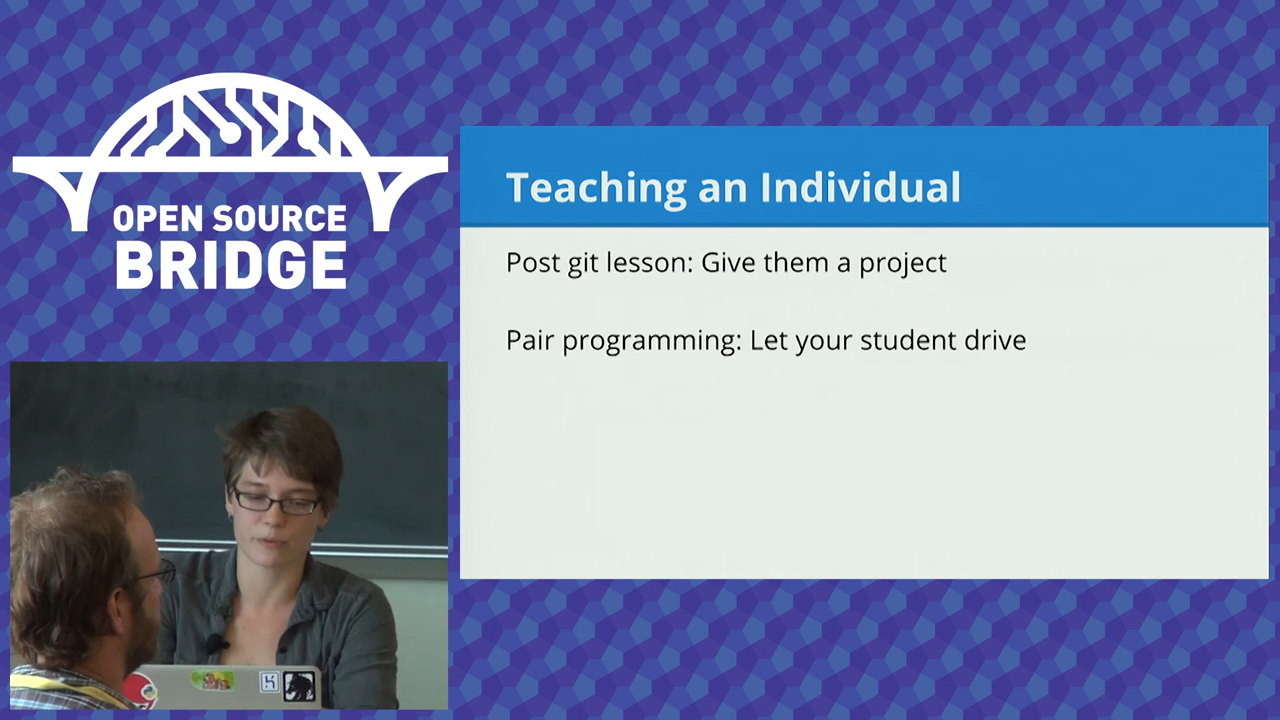 OPEN SOURCE
BRIDGE
Teaching an Individual
Post git lesson: Give them a project
Pair programming: Let your student drive